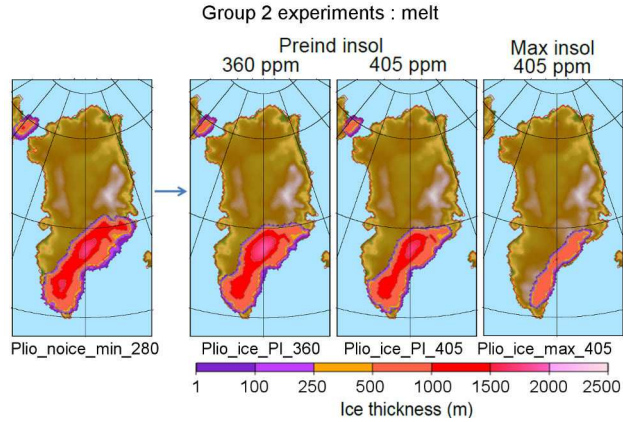 Group 2 experiments : melt
Preind insol
Max insol
360 ppm
405 ppm
405 ppm
Plio_noice_min_280
Plio_ice_PI_360
Plio_ice_PI_405
Plio_ice_max_405
1 100 250 500 1000 1500 2000 2500
Ice thickness (m)